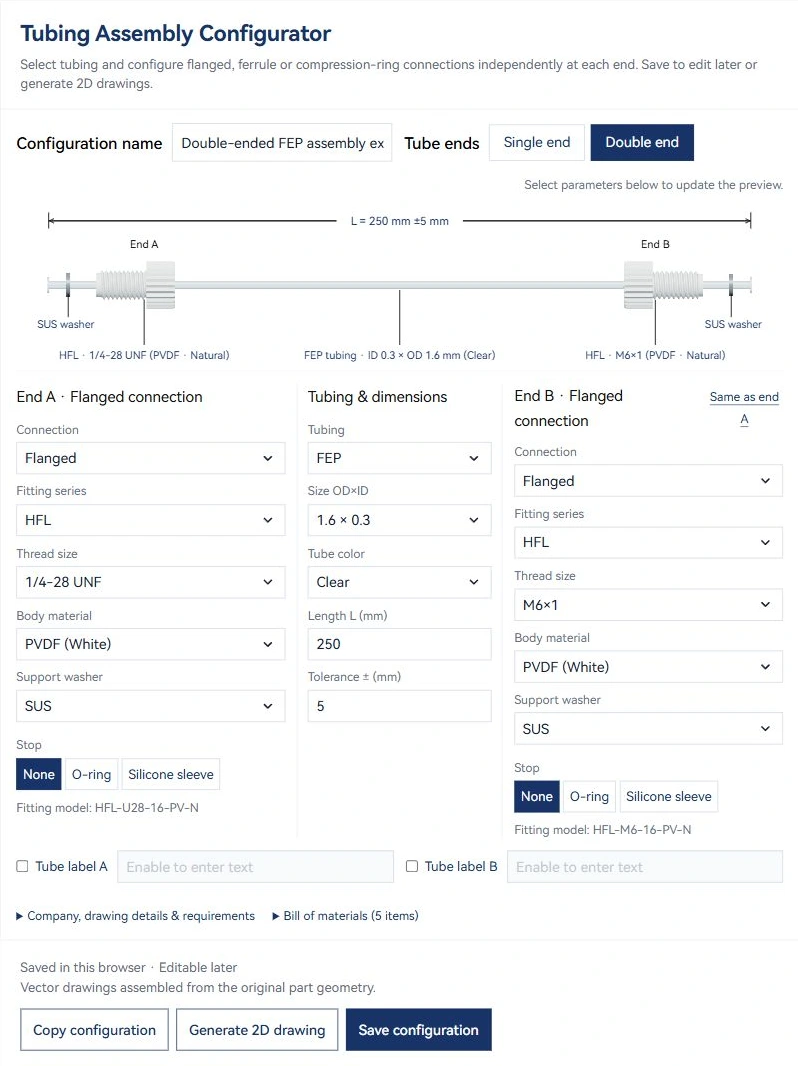 Tubing Assembly Configurator
Select tubing and configure flanged, ferrule or compression-ring connections independently at each end. Save to edit later or
generate 2D drawings.
Configuration name
Double-ended FEP assembly ex
Tube ends
Single end
Double end
Select parameters below to update the preview.
L = 250 mm ±5 mm
End A
End B
SUS washer
SUS washer
HFL · 1/4-28 UNF (PVDF · Natural)
FEP tubing · ID 0.3 × OD 1.6 mm (Clear)
HFL · M6×1 (PVDF · Natural)
End A · Flanged connection
Connection
Flanged
Fitting series
HFL
Thread size
1/4-28 UNF
Body material
PVDF (White)
Support washer
SUS
Stop
None
O-ring
Silicone sleeve
Fitting model: HFL-U28-16-PV-N
Tubing & dimensions
Tubing
FEP
Size OD×ID
1.6 × 0.3
Tube color
Clear
Length L (mm)
250
Tolerance ± (mm)
5
End B · Flanged
connection
Same as end
A
Connection
Flanged
Fitting series
HFL
Thread size
M6×1
Body material
PVDF (White)
Support washer
SUS
Stop
None
O-ring
Silicone sleeve
Fitting model: HFL-M6-16-PV-N
Tube label A
Enable to enter text
Tube label B
Enable to enter text
Company, drawing details & requirements
Bill of materials (5 items)
Saved in this browser · Editable later
Vector drawings assembled from the original part geometry.
Copy configuration
Generate 2D drawing
Save configuration